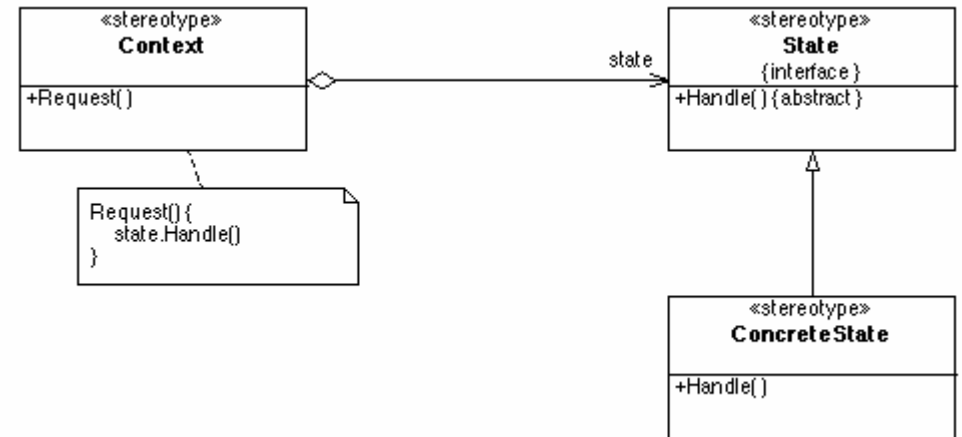 «stereotype»
Context
+Request( )
state
«stereotype»
State
{interface }
+Handle( ) {abstract }
Request() {
state.Handle()
}
«stereotype»
ConcreteState
+Handle( )